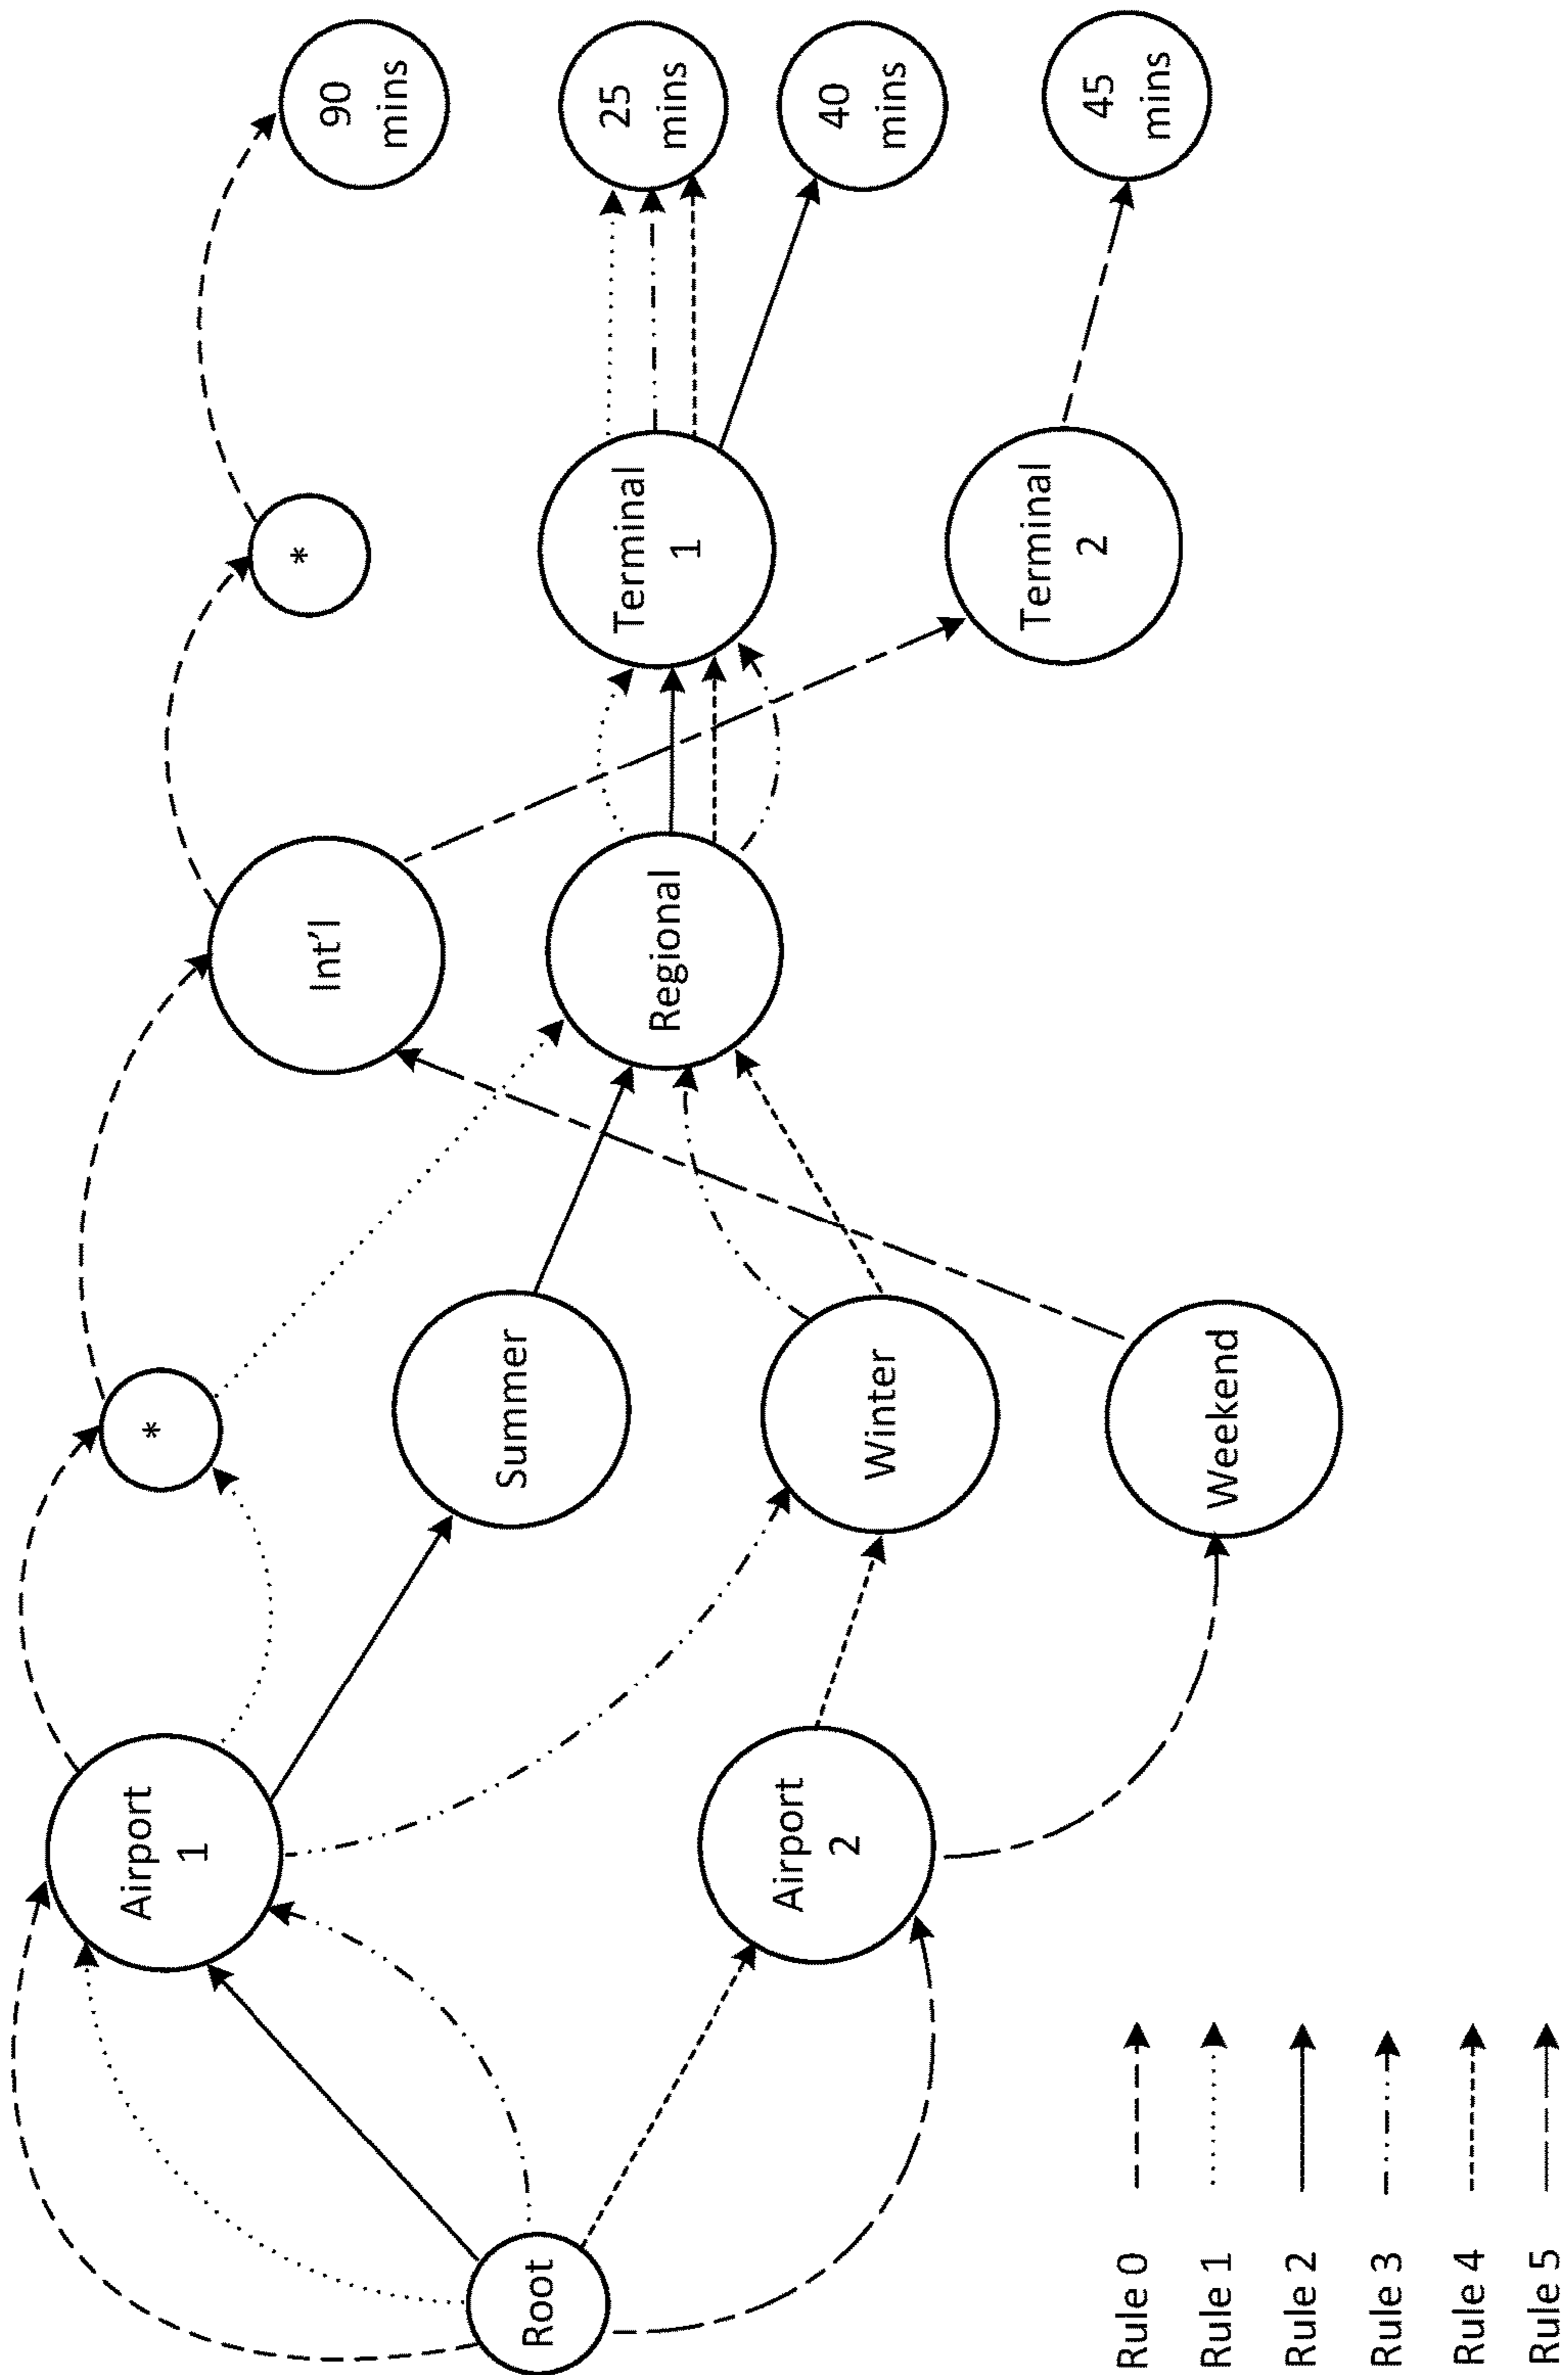 Root
Airport
1
Airport
2
*
Summer
Winter
Weekend
Int'l
Regional
*
Terminal
1
Terminal
2
90
mins
25
mins
40
mins
45
mins
Rule 0
Rule 1
Rule 2
Rule 3
Rule 4
Rule 5